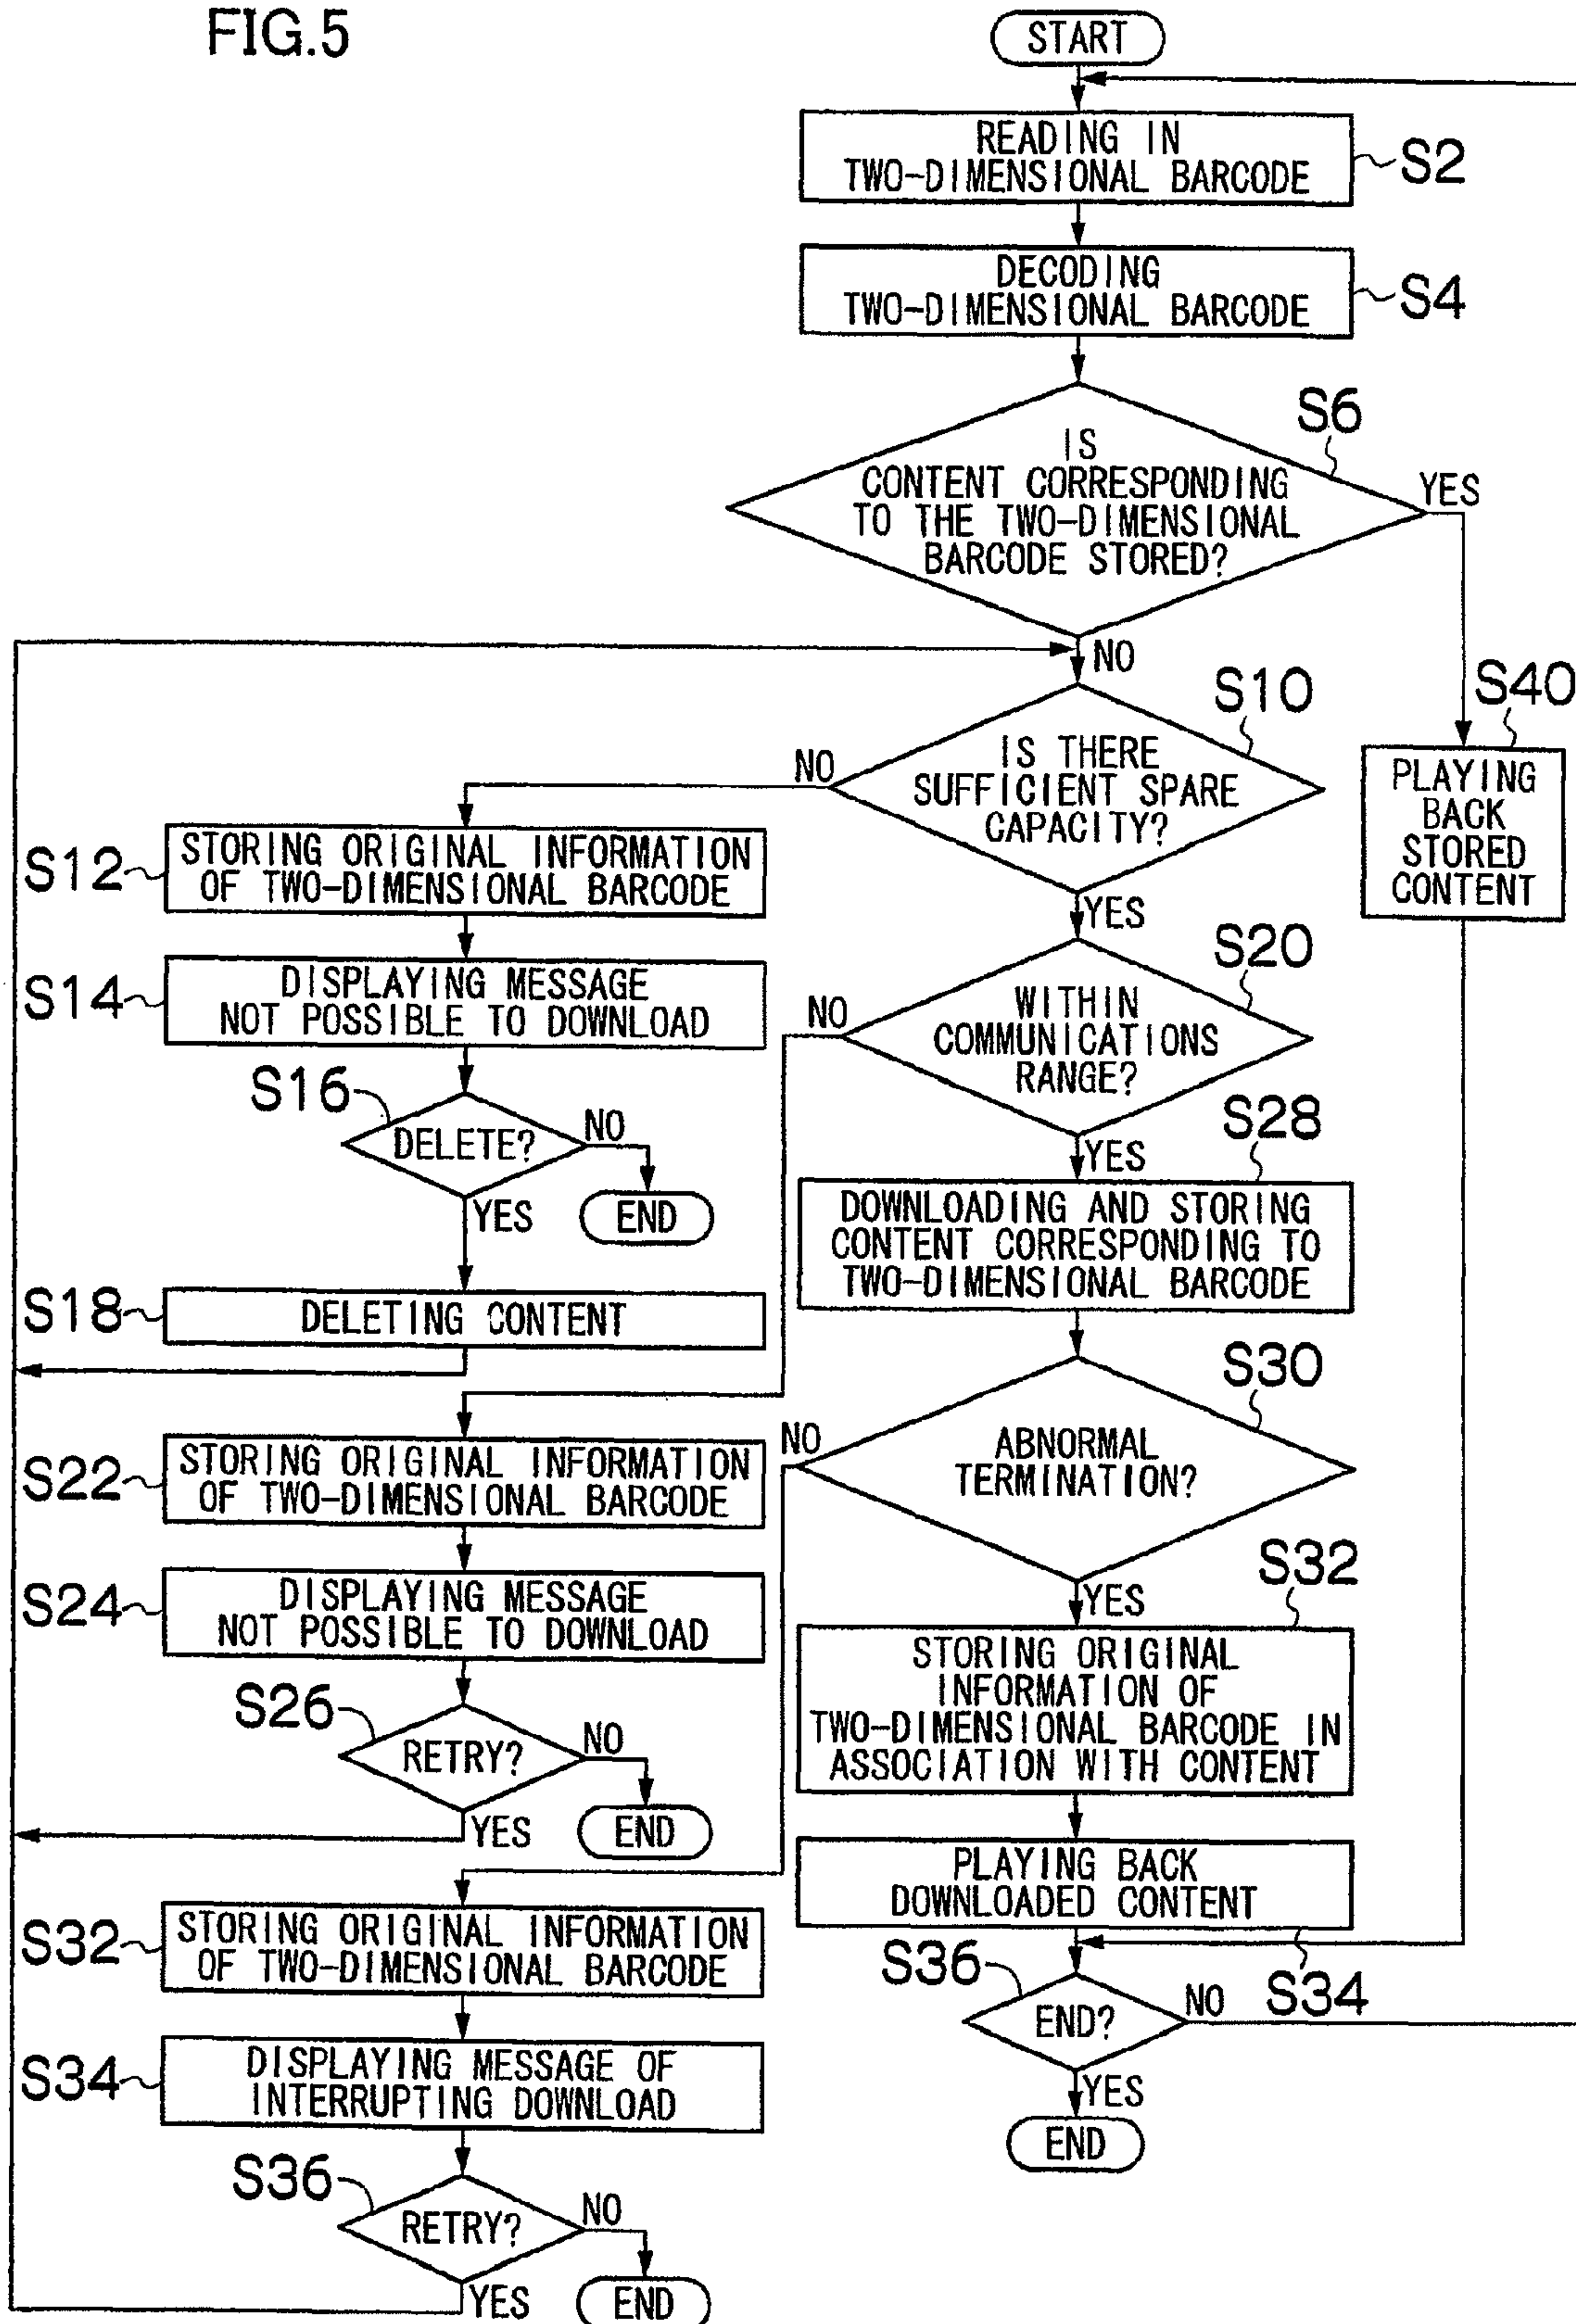 FIG.5
START
READING IN
TWO-DIMENSIONAL BARCODE
S2
DECODING
TWO-DIMENSIONAL BARCODE
S4
S6
IS
CONTENT CORRESPONDING
TO THE TWO-DIMENSIONAL
BARCODE STORED?
YES
NO
S10
IS THERE
SUFFICIENT SPARE
CAPACITY?
NO
YES
S40
PLAYING
BACK
STORED
CONTENT
S12
STORING ORIGINAL INFORMATION
OF TWO-DIMENSIONAL BARCODE
S14
DISPLAYING MESSAGE
NOT POSSIBLE TO DOWNLOAD
S16
DELETE?
NO
END
YES
S18
DELETING CONTENT
S20
WITHIN
COMMUNICATIONS
RANGE?
NO
YES
S28
DOWNLOADING AND STORING
CONTENT CORRESPONDING TO
TWO-DIMENSIONAL BARCODE
S22
STORING ORIGINAL INFORMATION
OF TWO-DIMENSIONAL BARCODE
S24
DISPLAYING MESSAGE
NOT POSSIBLE TO DOWNLOAD
S26
RETRY?
NO
END
YES
S30
ABNORMAL
TERMINATION?
NO
YES
S32
STORING ORIGINAL
INFORMATION OF
TWO-DIMENSIONAL BARCODE IN
ASSOCIATION WITH CONTENT
PLAYING BACK
DOWNLOADED CONTENT
S34
S36
END?
NO
YES
END
S32
STORING ORIGINAL INFORMATION
OF TWO-DIMENSIONAL BARCODE
S34
DISPLAYING MESSAGE OF
INTERRUPTING DOWNLOAD
S36
RETRY?
NO
END
YES